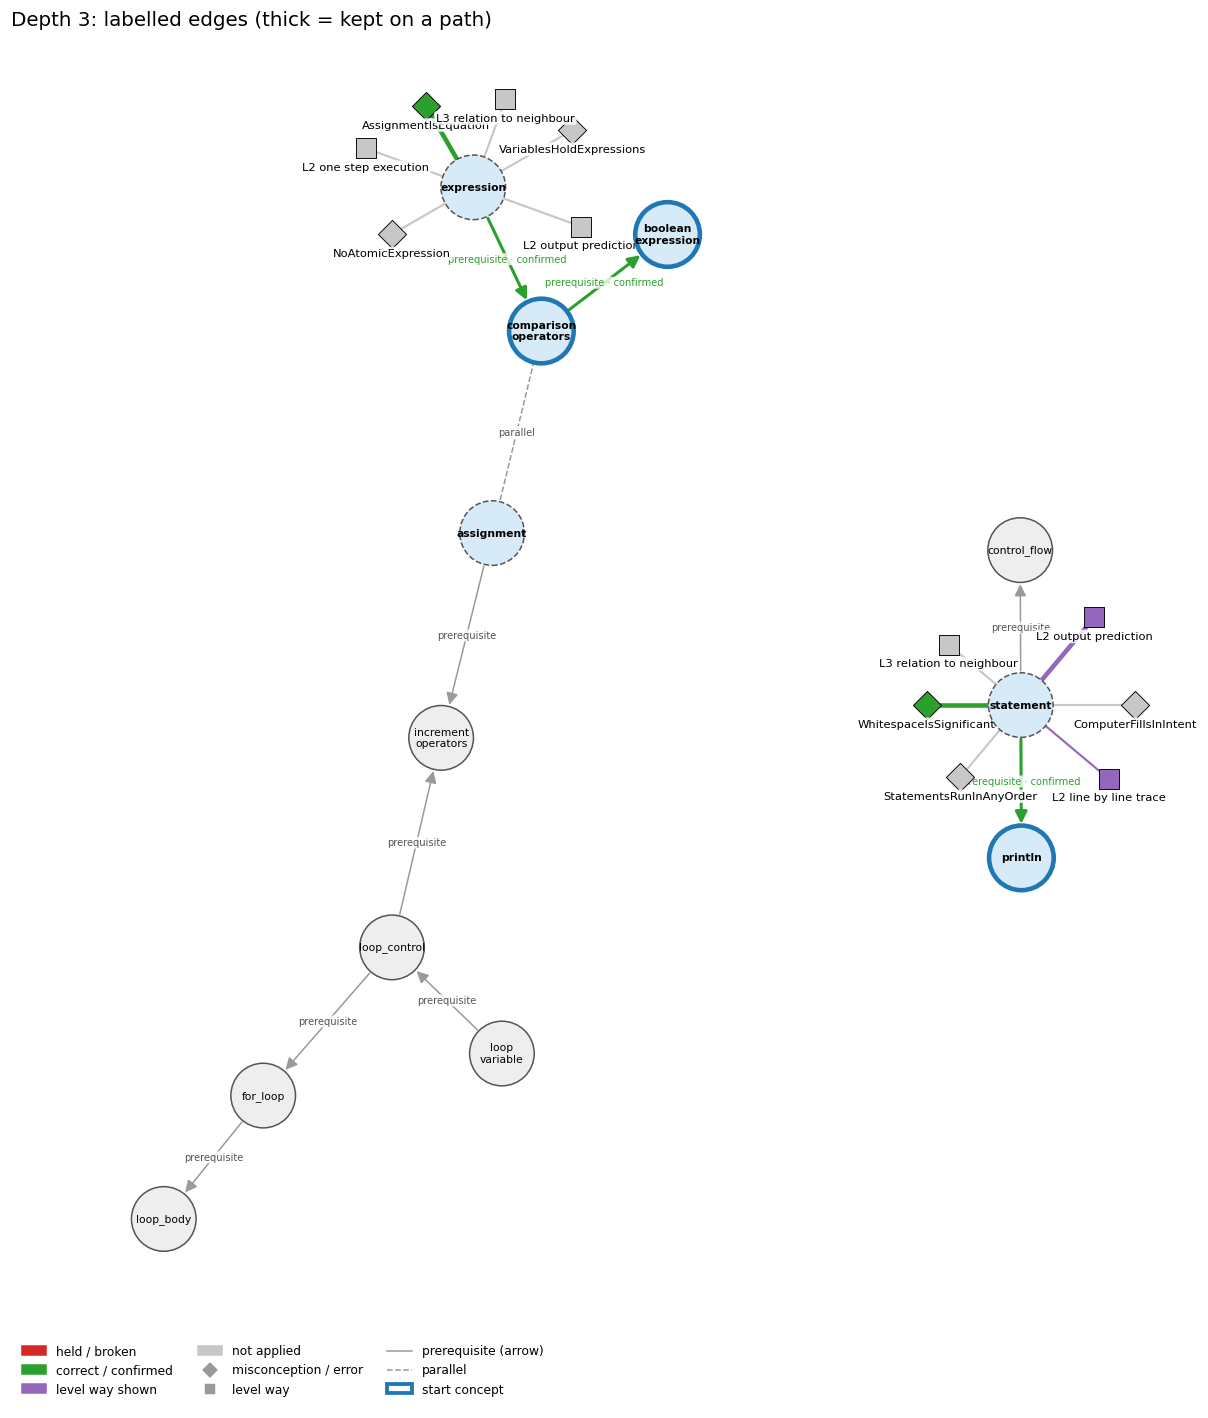 Depth 3: labelled edges (thick = kept on a path)
AssignmentIsEquation
L3 relation to neighbour
VariablesHoldExpressions
L2 one step execution
expression
boolean
expression
L2 output prediction
NoAtomicExpression
prerequisite · confirmed
prerequisite · confirmed
comparison
operators
parallel
assignment
control_flow
prerequisite
L2 output prediction
prerequisite
L3 relation to neighbour
statement
WhitespaceIsSignificant
ComputerFillsInIntent
increment
operators
prerequisite · confirmed
StatementsRunInAnyOrder
L2 line by line trace
prerequisite
println
loop_control
prerequisite
prerequisite
loop
variable
for_loop
prerequisite
loop_body
held / broken
correct / confirmed
level way shown
not applied
misconception / error
level way
prerequisite (arrow)
parallel
start concept